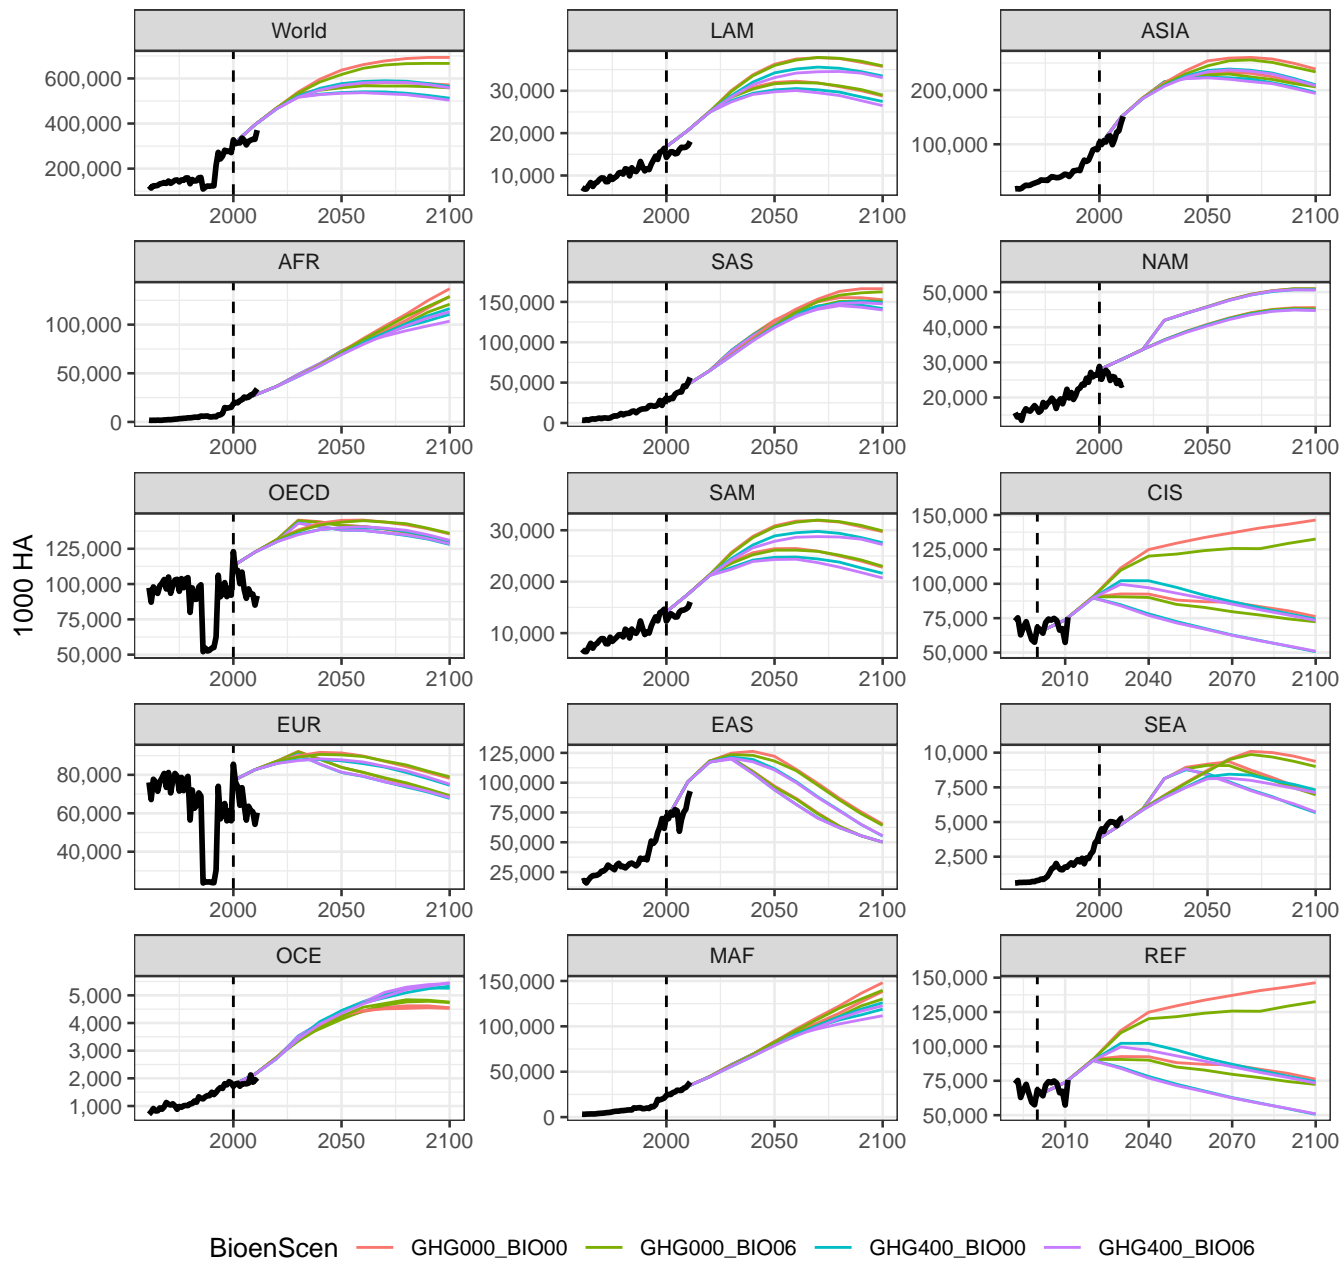 World
LAM
ASIA
600,000
400,000
200,000
30,000
20,000
10,000
200,000
100,000
2000 2050 2100
2000 2050 2100
2000 2050 2100
AFR
SAS
NAM
100,000
50,000
0
150,000
100,000
50,000
0
50,000
40,000
30,000
20,000
2000 2050 2100
2000 2050 2100
2000 2050 2100
OECD
SAM
CIS
1000 HA
125,000
100,000
75,000
50,000
30,000
20,000
10,000
150,000
125,000
100,000
75,000
50,000
2000 2050 2100
2000 2050 2100
2010 2040 2070 2100
EUR
EAS
SEA
80,000
60,000
40,000
125,000
100,000
75,000
50,000
25,000
10,000
7,500
5,000
2,500
2000 2050 2100
2000 2050 2100
2000 2050 2100
OCE
MAF
REF
5,000
4,000
3,000
2,000
1,000
150,000
100,000
50,000
0
150,000
125,000
100,000
75,000
50,000
2000 2050 2100
2000 2050 2100
2010 2040 2070 2100
BioenScen GHG000_BIO00 GHG000_BIO06 GHG400_BIO00 GHG400_BIO06